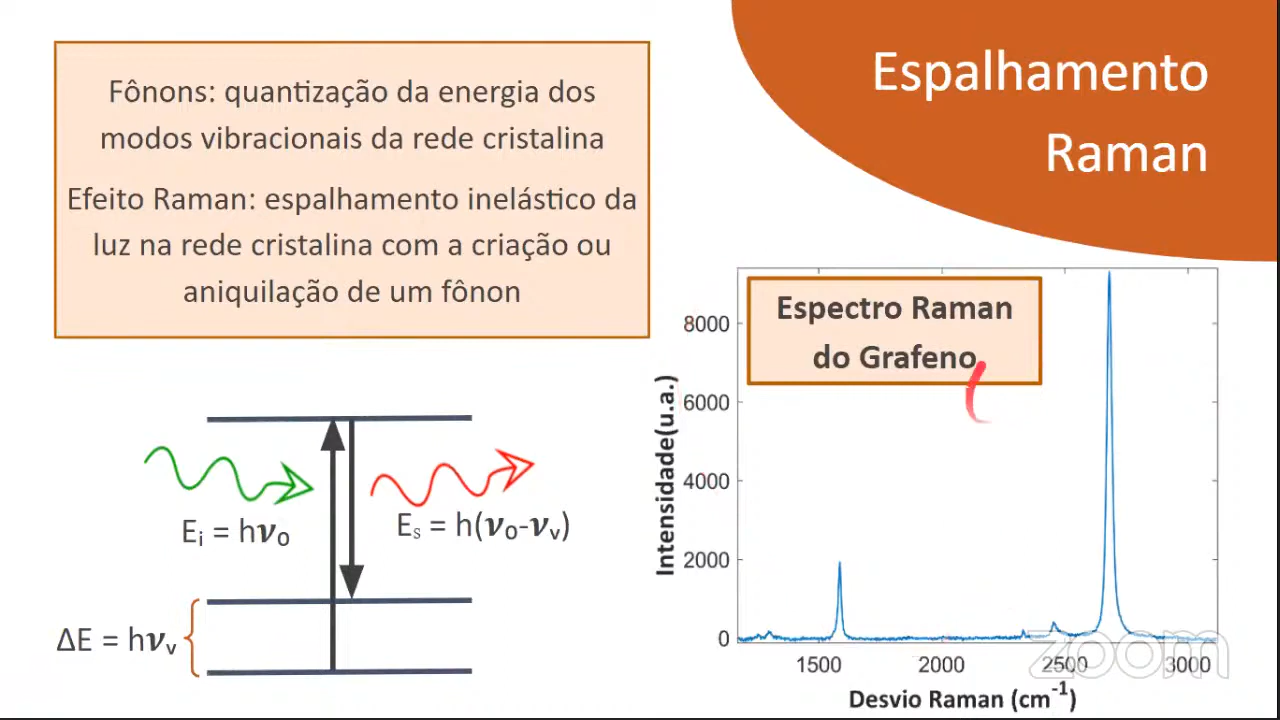 Espalhamento
Raman
Fônons: quantização da energia dos
modos vibracionais da rede cristalina
Efeito Raman: espalhamento inelástico da
luz na rede cristalina com a criação ou
aniquilação de um fônon
Eᵢ = h𝝂₀
Eₛ = h(𝝂₀-𝝂ᵥ)
ΔE = h𝝂ᵥ
Espectro Raman
do Grafeno
Intensidade(u.a.)
8000
6000
4000
2000
0
1500 2000 2500 3000
Desvio Raman (cm⁻¹)
zoom